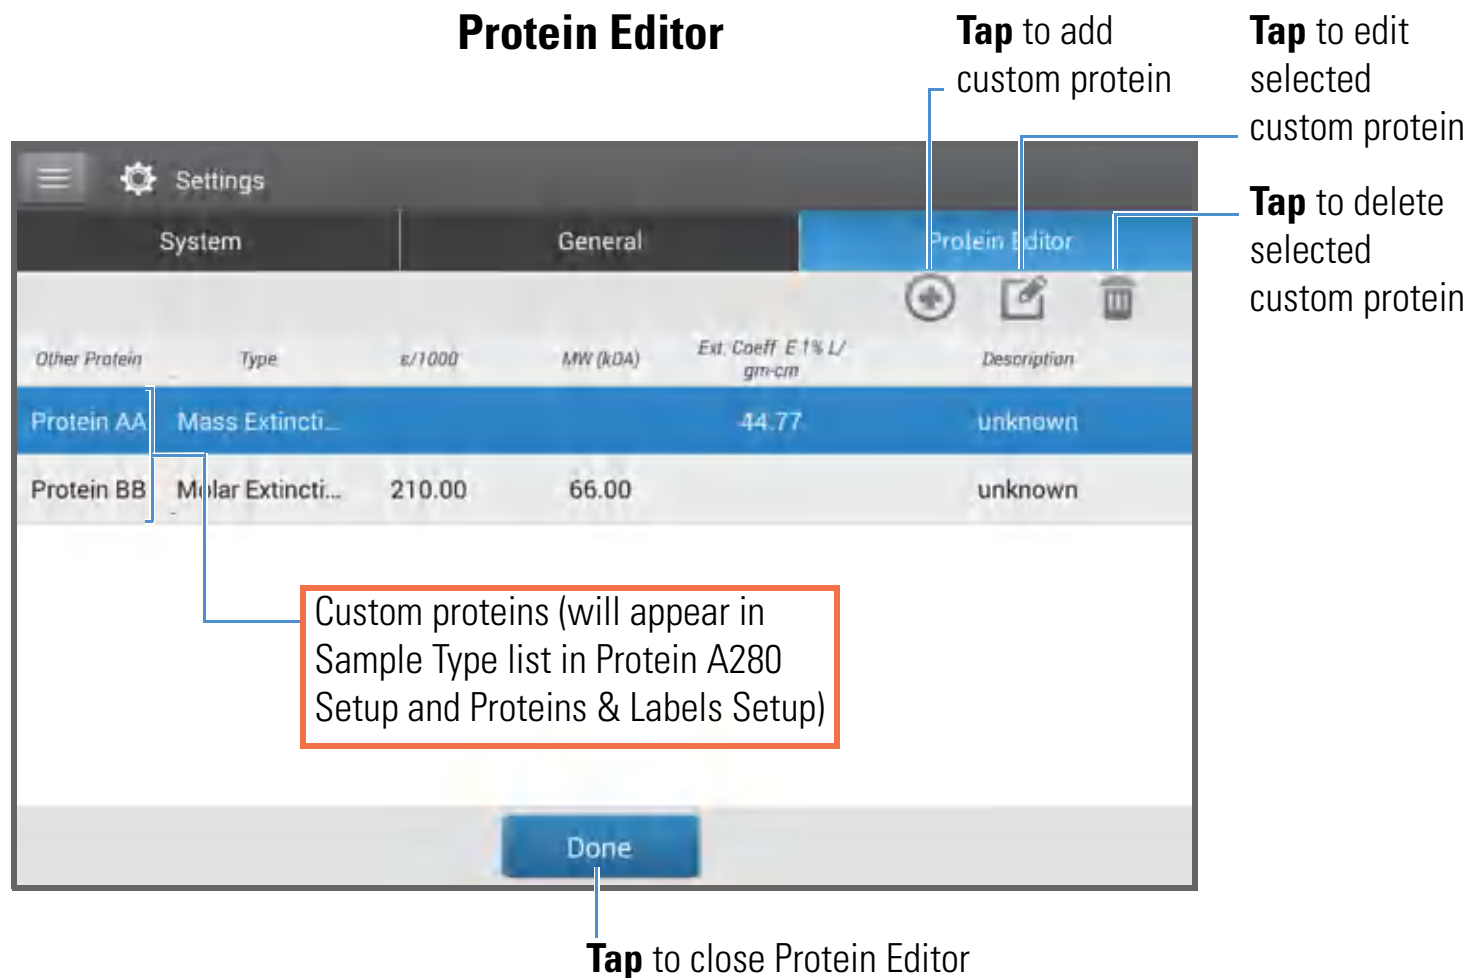 Protein Editor
Tap to add
custom protein
Tap to edit
selected
custom protein
Tap to delete
selected
custom protein
Settings
System General Protein Editor
Other Protein Type ε/1000 MW (kDA) Ext. Coeff E 1% L/
gm-cm Description
Protein AA Mass Extincti... 44.77 unknown
Protein BB Molar Extincti... 210.00 66.00 unknown
Custom proteins (will appear in
Sample Type list in Protein A280
Setup and Proteins & Labels Setup)
Done
Tap to close Protein Editor